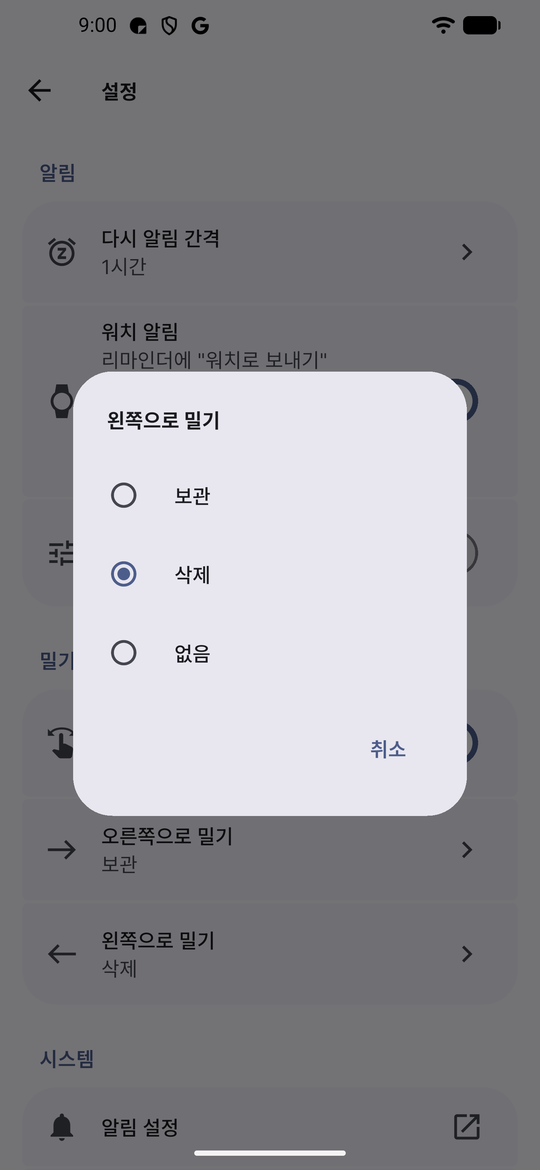 9:00
설정
알림
다시 알림 간격
1시간
워치 알림
리마인더에 "워치로 보내기"
왼쪽으로 밀기
보관
삭제
없음
취소
밀기
오른쪽으로 밀기
보관
왼쪽으로 밀기
삭제
시스템
알림 설정